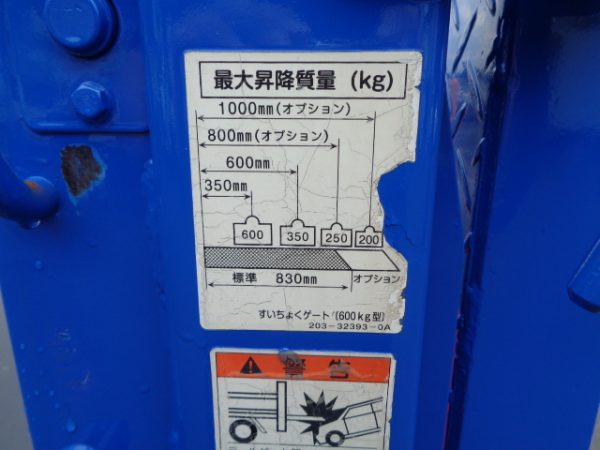 最大昇降質量 (kg)
1000mm(オプション)
800mm(オプション)
600mm
350mm
600 350 250 200
標準 830mm オプション
すいちょくゲート〔600kg型〕
203-32393-0A
警告